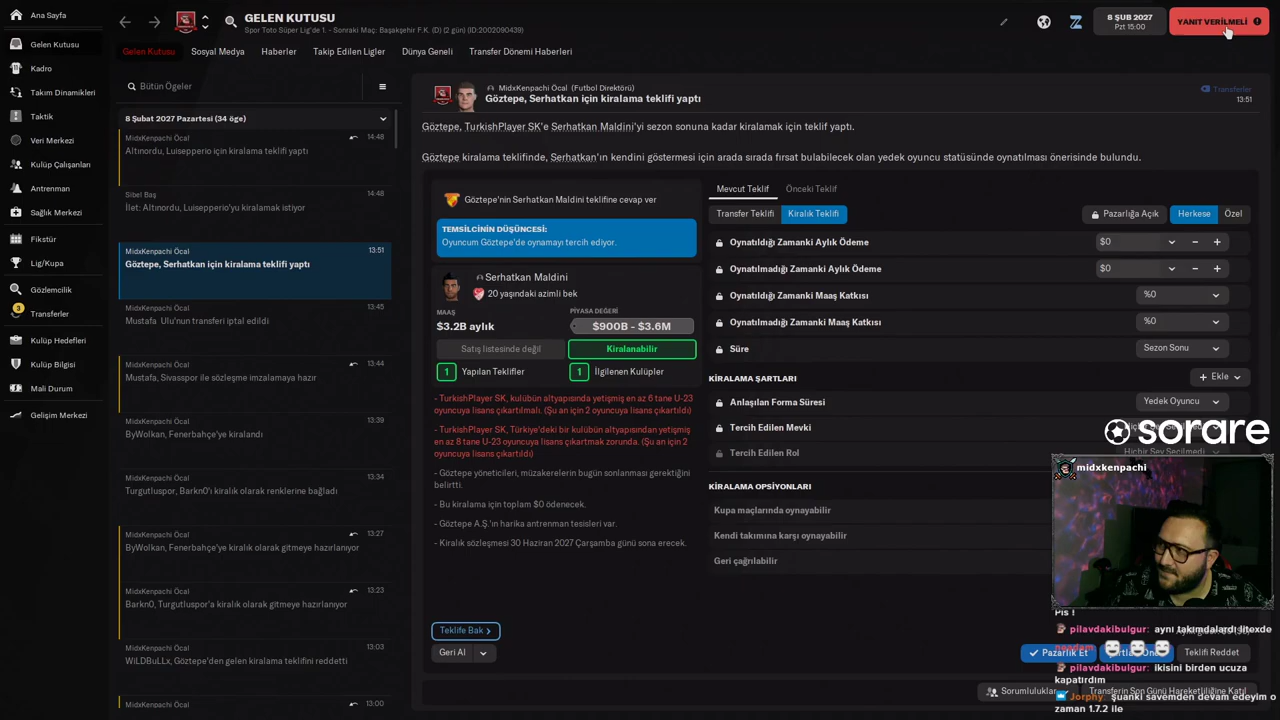 Ana Sayfa
Gelen Kutusu
Kadro
Takım Dinamikleri
Taktik
Veri Merkezi
Kulüp Çalışanları
Antrenman
Sağlık Merkezi
Fikstür
Lig/Kupa
Gözlemcilik
3
Transferler
Kulüp Hedefleri
Kulüp Bilgisi
Mali Durum
Gelişim Merkezi
GELEN KUTUSU
Spor Toto Süper Lig'de 1. - Sonraki Maç: Başakşehir F.K. (D) (2 gün) (2002090439)
8 ŞUB 2027
Pzt 15:00
YANIT VERİLMELİ
Gelen Kutusu
Sosyal Medya
Haberler
Takip Edilen Ligler
Dünya Geneli
Transfer Dönemi Haberleri
Bütün Ögeler
8 Şubat 2027 Pazartesi (34 öge)
MidxKenpachi Öcal 14:48
Altınordu, Luisepperio için kiralama teklifi yaptı
Sibel Baş 14:48
İlet: Altınordu, Luisepperio'yu kiralamak istiyor
MidxKenpachi Öcal 13:51
Göztepe, Serhatkan için kiralama teklifi yaptı
MidxKenpachi Öcal 13:45
Mustafa Ulu'nun transferi iptal edildi
MidxKenpachi Öcal 13:44
Mustafa, Sivasspor ile sözleşme imzalamaya hazır
MidxKenpachi Öcal 13:39
ByWolkan, Fenerbahçe'ye kiralandı
MidxKenpachi Öcal 13:34
Turgutluspor, Barkn0'ı kiralık olarak renklerine bağladı
MidxKenpachi Öcal 13:27
ByWolkan, Fenerbahçe'ye kiralık olarak gitmeye hazırlanıyor
MidxKenpachi Öcal 13:23
Barkn0, Turgutluspor'a kiralık olarak gitmeye hazırlanıyor
MidxKenpachi Öcal 13:03
WiLDBuLLx, Göztepe'den gelen kiralama teklifini reddetti
MidxKenpachi Öcal 13:00
MidxKenpachi Öcal (Futbol Direktörü)
Göztepe, Serhatkan için kiralama teklifi yaptı
Transferler
13:51
Göztepe, TurkishPlayer SK'e Serhatkan Maldini'yi sezon sonuna kadar kiralamak için teklif yaptı.
Göztepe kiralama teklifinde, Serhatkan'ın kendini göstermesi için arada sırada fırsat bulabilecek olan yedek oyuncu statüsünde oynatılması önerisinde bulundu.
Göztepe'nin Serhatkan Maldini teklifine cevap ver
TEMSİLCİNİN DÜŞÜNCESİ:
Oyuncum Göztepe'de oynamayı tercih ediyor.
Serhatkan Maldini
20 yaşındaki azimli bek
MAAŞ
$3.2B aylık
PİYASA DEĞERİ
$900B - $3.6M
Satış listesinde değil
Kiralanabilir
1 Yapılan Teklifler
1 İlgilenen Kulüpler
- TurkishPlayer SK, kulübün altyapısında yetişmiş en az 6 tane U-23
oyuncuya lisans çıkartılmalı. (Şu an için 2 oyuncuya lisans çıkartıldı)
- TurkishPlayer SK, Türkiye'deki bir kulübün altyapısından yetişmiş
en az 8 tane U-23 oyuncuya lisans çıkartmak zorunda. (Şu an için 2
oyuncuya lisans çıkartıldı)
- Göztepe yöneticileri, müzakerelerin bugün sonlanması gerektiğini
belirtti.
- Bu kiralama için toplam $0 ödenecek.
- Göztepe A.Ş.'ın harika antrenman tesisleri var.
- Kiralık sözleşmesi 30 Haziran 2027 Çarşamba günü sona erecek.
Teklife Bak
Geri Al
Mevcut Teklif
Önceki Teklif
Transfer Teklifi
Kiralık Teklifi
Pazarlığa Açık
Herkese
Özel
Oynatıldığı Zamanki Aylık Ödeme $0
Oynatılmadığı Zamanki Aylık Ödeme $0
Oynatıldığı Zamanki Maaş Katkısı %0
Oynatılmadığı Zamanki Maaş Katkısı %0
Süre Sezon Sonu
KİRALAMA ŞARTLARI
Ekle
Anlaşılan Forma Süresi Yedek Oyuncu
Tercih Edilen Mevki
Tercih Edilen Rol Hiçbir Şey Seçilmedi
KİRALAMA OPSİYONLARI
Kupa maçlarında oynayabilir
Kendi takımına karşı oynayabilir
Geri çağrılabilir
sorare
midxkenpachi
Pis !
pilavdakibulgur: aynı takımdalardı litexde
neadam:
pilavdakibulgur: ikisini birden ucuza
kapatırdım
Jorphy: şuanki savemden devam edeyim o
zaman 1.7.2 ile
Pazarlık Et
Teklifi Reddet
Sorumluluklar
Transferin Son Günü Hareketliliğine Katıl